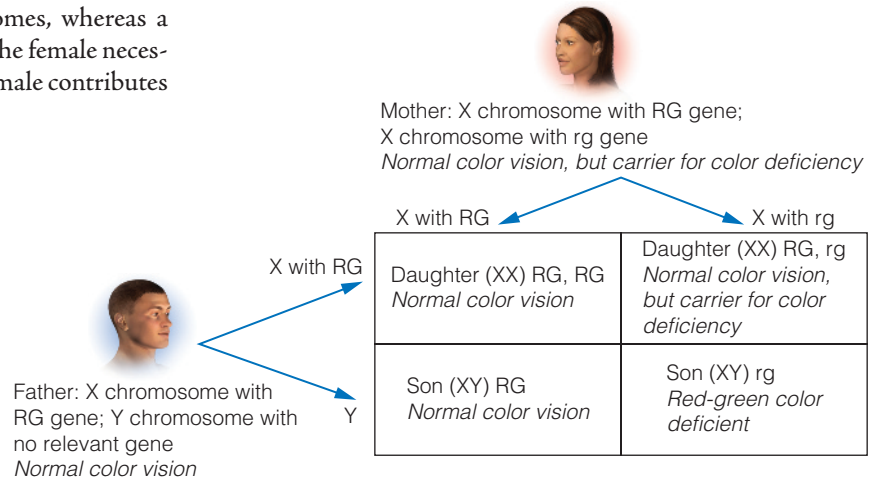 omes, whereas a
he female neces-
male contributes
Mother: X chromosome with RG gene;
X chromosome with rg gene
Normal color vision, but carrier for color deficiency
X with RG
X with rg
X with RG
Daughter (XX) RG, RG
Normal color vision
Daughter (XX) RG, rg
Normal color vision,
but carrier for color
deficiency
Father: X chromosome with
RG gene; Y chromosome with
no relevant gene
Normal color vision
Y
Son (XY) RG
Normal color vision
Son (XY) rg
Red-green color
deficient